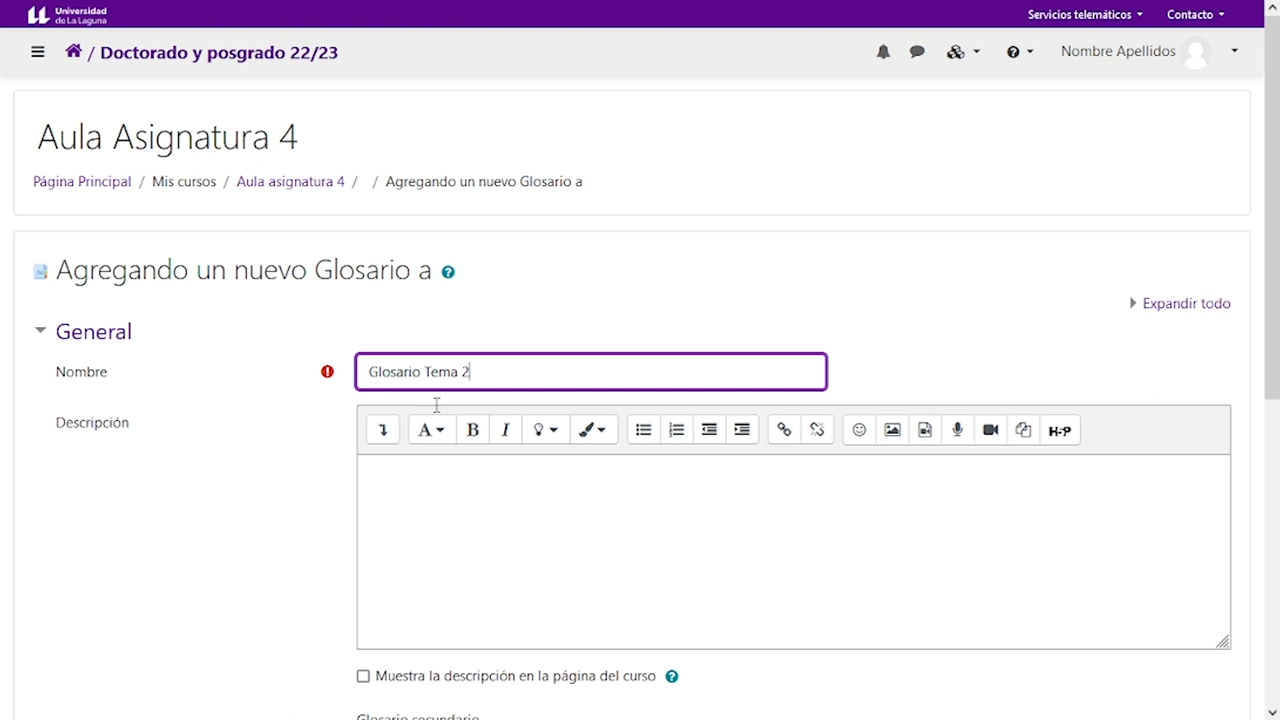 Universidad
de La Laguna
Servicios telemáticos
Contacto
/ Doctorado y posgrado 22/23
Nombre Apellidos
Aula Asignatura 4
Página Principal / Mis cursos / Aula asignatura 4 / / Agregando un nuevo Glosario a
Agregando un nuevo Glosario a
Expandir todo
General
Nombre
Glosario Tema 2
Descripción
A B I H-P
Muestra la descripción en la página del curso
Glosario secundario